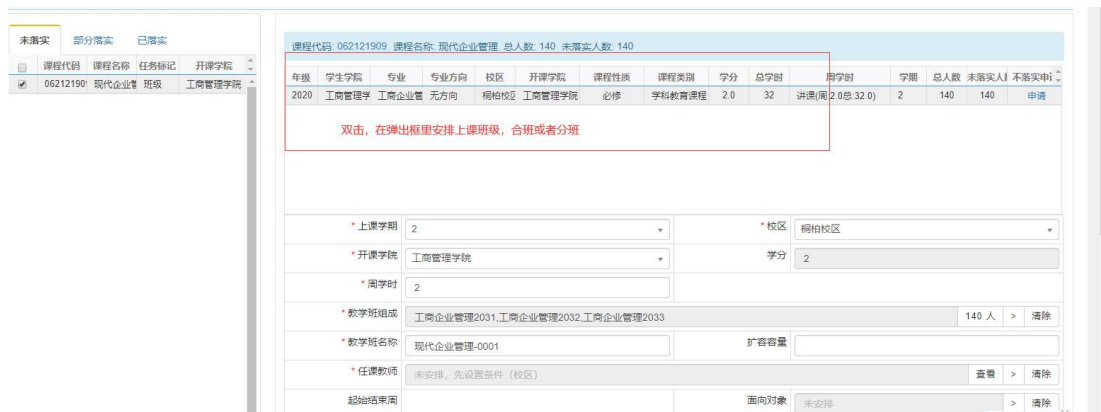 未落实 部分落实 已落实
课程代码 课程名称 任务标记 开课学院
06212190 现代企业管 班级 工商管理学院
课程代码: 062121909 课程名称: 现代企业管理 总人数: 140 未落实人数: 140
年级 学生学院 专业 专业方向 校区 开课学院 课程性质 课程类别 学分 总学时 周学时 学期 总人数 未落实人数 不落实申请
2020 工商管理学 工商企业管 无方向 桐柏校区 工商管理学院 必修 学科教育课程 2.0 32 讲课(周:2.0总:32.0) 2 140 140 申请
双击，在弹出框里安排上课班级，合班或者分班
* 上课学期 2 * 校区 桐柏校区
* 开课学院 工商管理学院 学分 2
* 周学时 2
* 教学班组成 工商企业管理2031,工商企业管理2032,工商企业管理2033 140 人 > 清除
* 教学班名称 现代企业管理-0001 扩容容量
* 任课教师 未安排，先设置条件（校区） 查看 > 清除
起始结束周 面向对象 未安排 > 清除